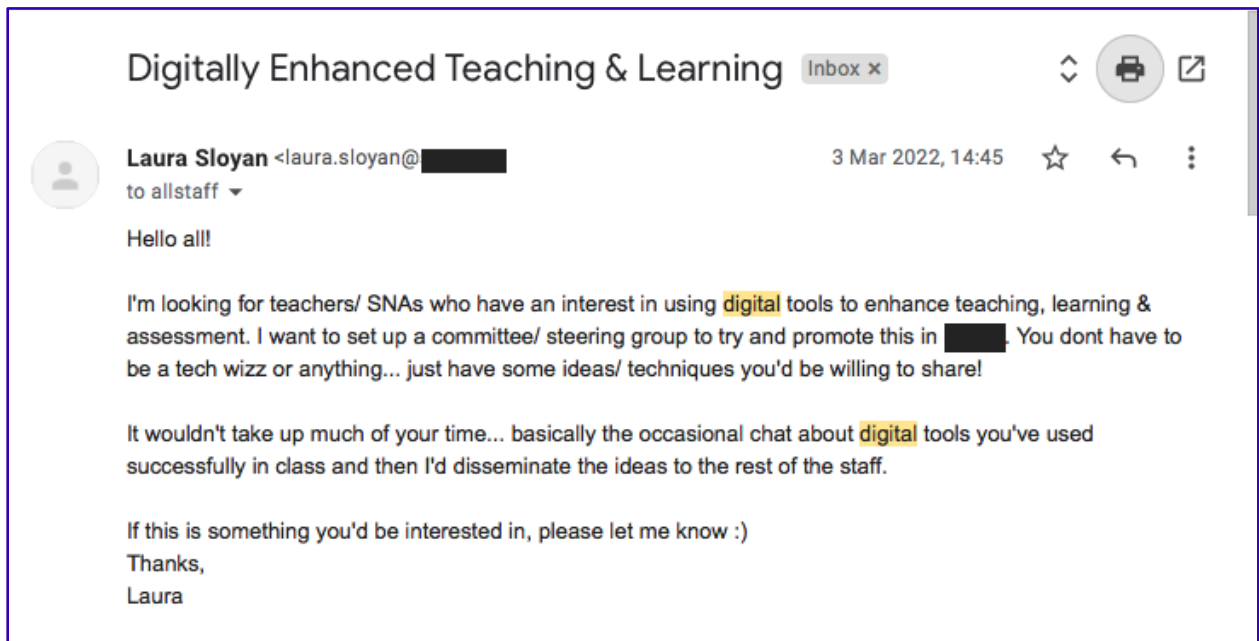 Digitally Enhanced Teaching & Learning Inbox ×
Laura Sloyan <laura.sloyan@ 3 Mar 2022, 14:45
to allstaff
Hello all!
I'm looking for teachers/ SNAs who have an interest in using digital tools to enhance teaching, learning &
assessment. I want to set up a committee/ steering group to try and promote this in . You dont have to
be a tech wizz or anything... just have some ideas/ techniques you'd be willing to share!
It wouldn't take up much of your time... basically the occasional chat about digital tools you've used
successfully in class and then I'd disseminate the ideas to the rest of the staff.
If this is something you'd be interested in, please let me know :)
Thanks,
Laura